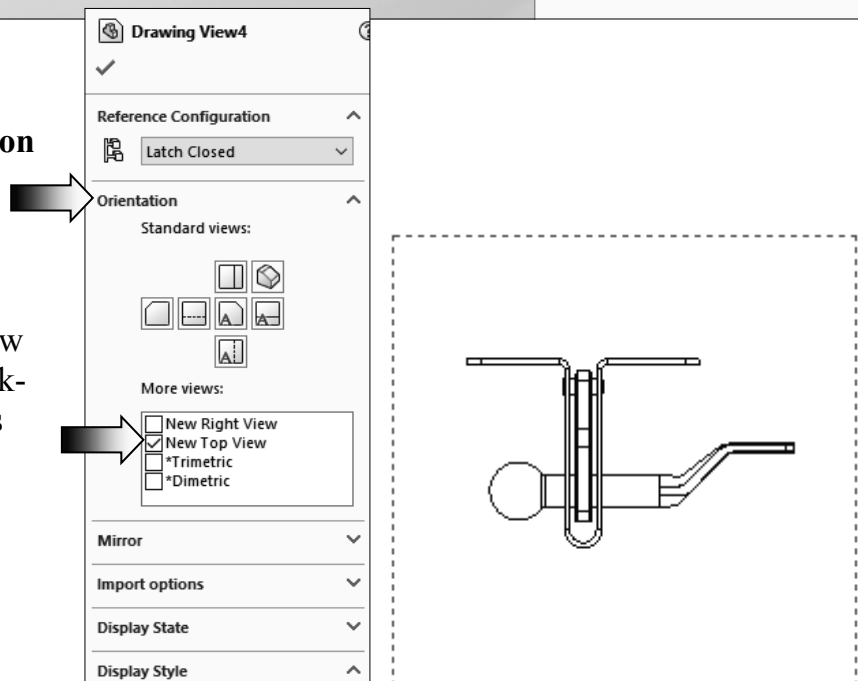 Drawing View4
Reference Configuration
on
Latch Closed
Orientation
Standard views:
A
A
A
w
More views:
k-
s
New Right View
New Top View
*Trimetric
*Dimetric
Mirror
Import options
Display State
Display Style